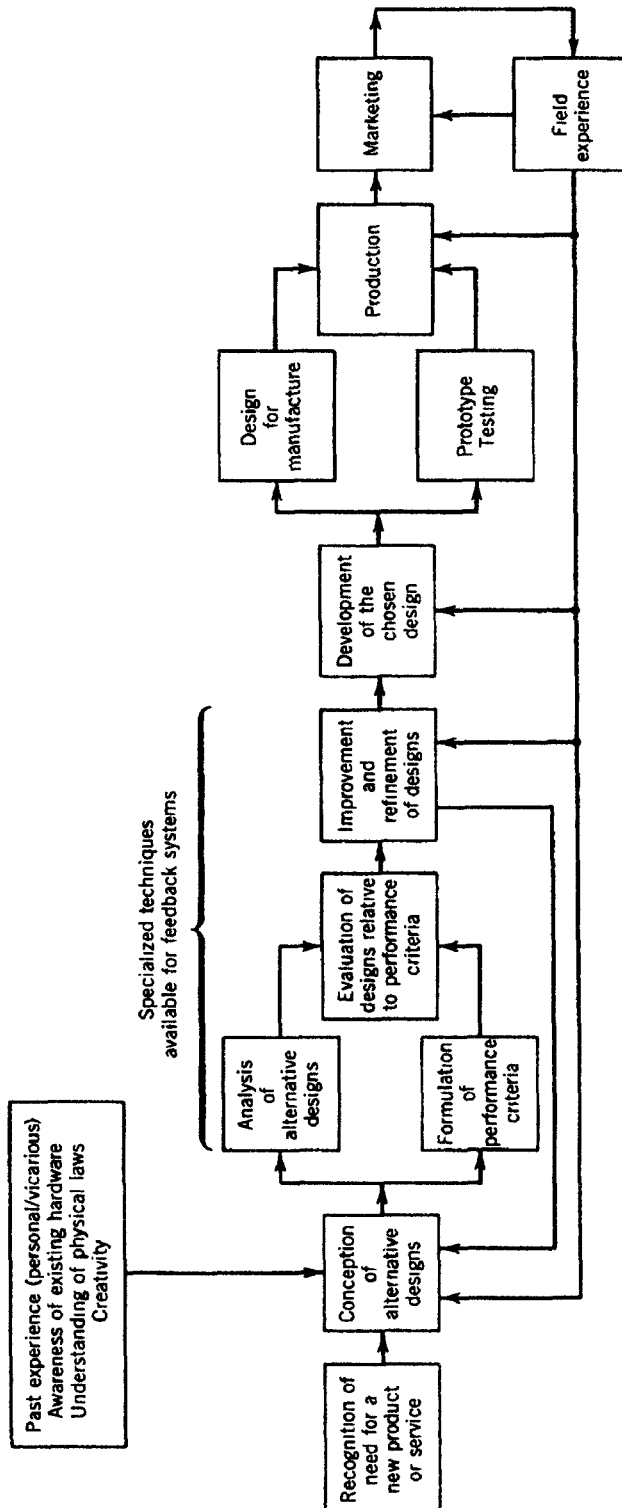 Past experience (personal/vicarious)
Awareness of existing hardware
Understanding of physical laws
Creativity
Recognition of
need for a
new product
or service
Conception
of
alternative
designs
Specialized techniques
available for feedback systems
Analysis
of
alternative
designs
Formulation
of
performance
criteria
Evaluation of
designs relative
to performance
criteria
Improvement
and
refinement
of designs
Development
of the
chosen
design
Design
for
manufacture
Prototype
Testing
Production
Marketing
Field
experience